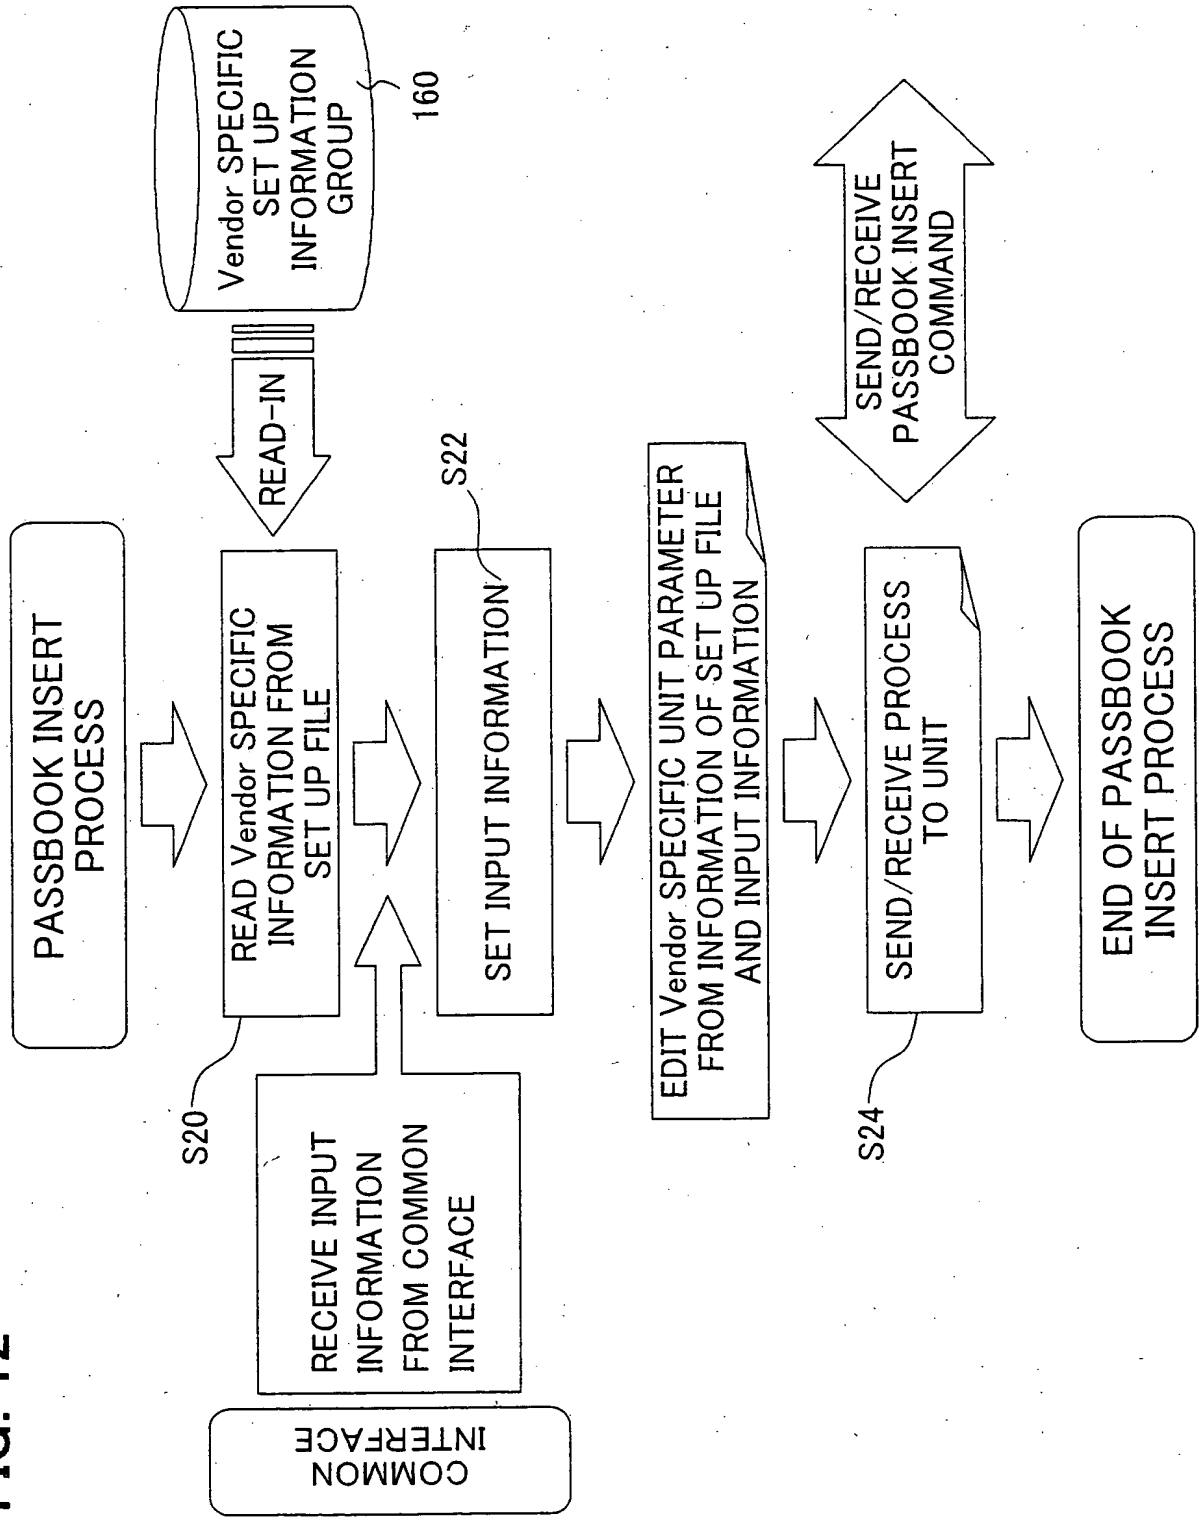 FIG. 12
PASSBOOK INSERT
PROCESS
Vendor SPECIFIC
SET UP
INFORMATION
GROUP
160
READ-IN
S20
READ Vendor SPECIFIC
INFORMATION FROM
SET UP FILE
COMMON
INTERFACE
RECEIVE INPUT
INFORMATION
FROM COMMON
INTERFACE
S22
SET INPUT INFORMATION
EDIT Vendor SPECIFIC UNIT PARAMETER
FROM INFORMATION OF SET UP FILE
AND INPUT INFORMATION
S24
SEND/RECEIVE PROCESS
TO UNIT
SEND/RECEIVE
PASSBOOK INSERT
COMMAND
END OF PASSBOOK
INSERT PROCESS